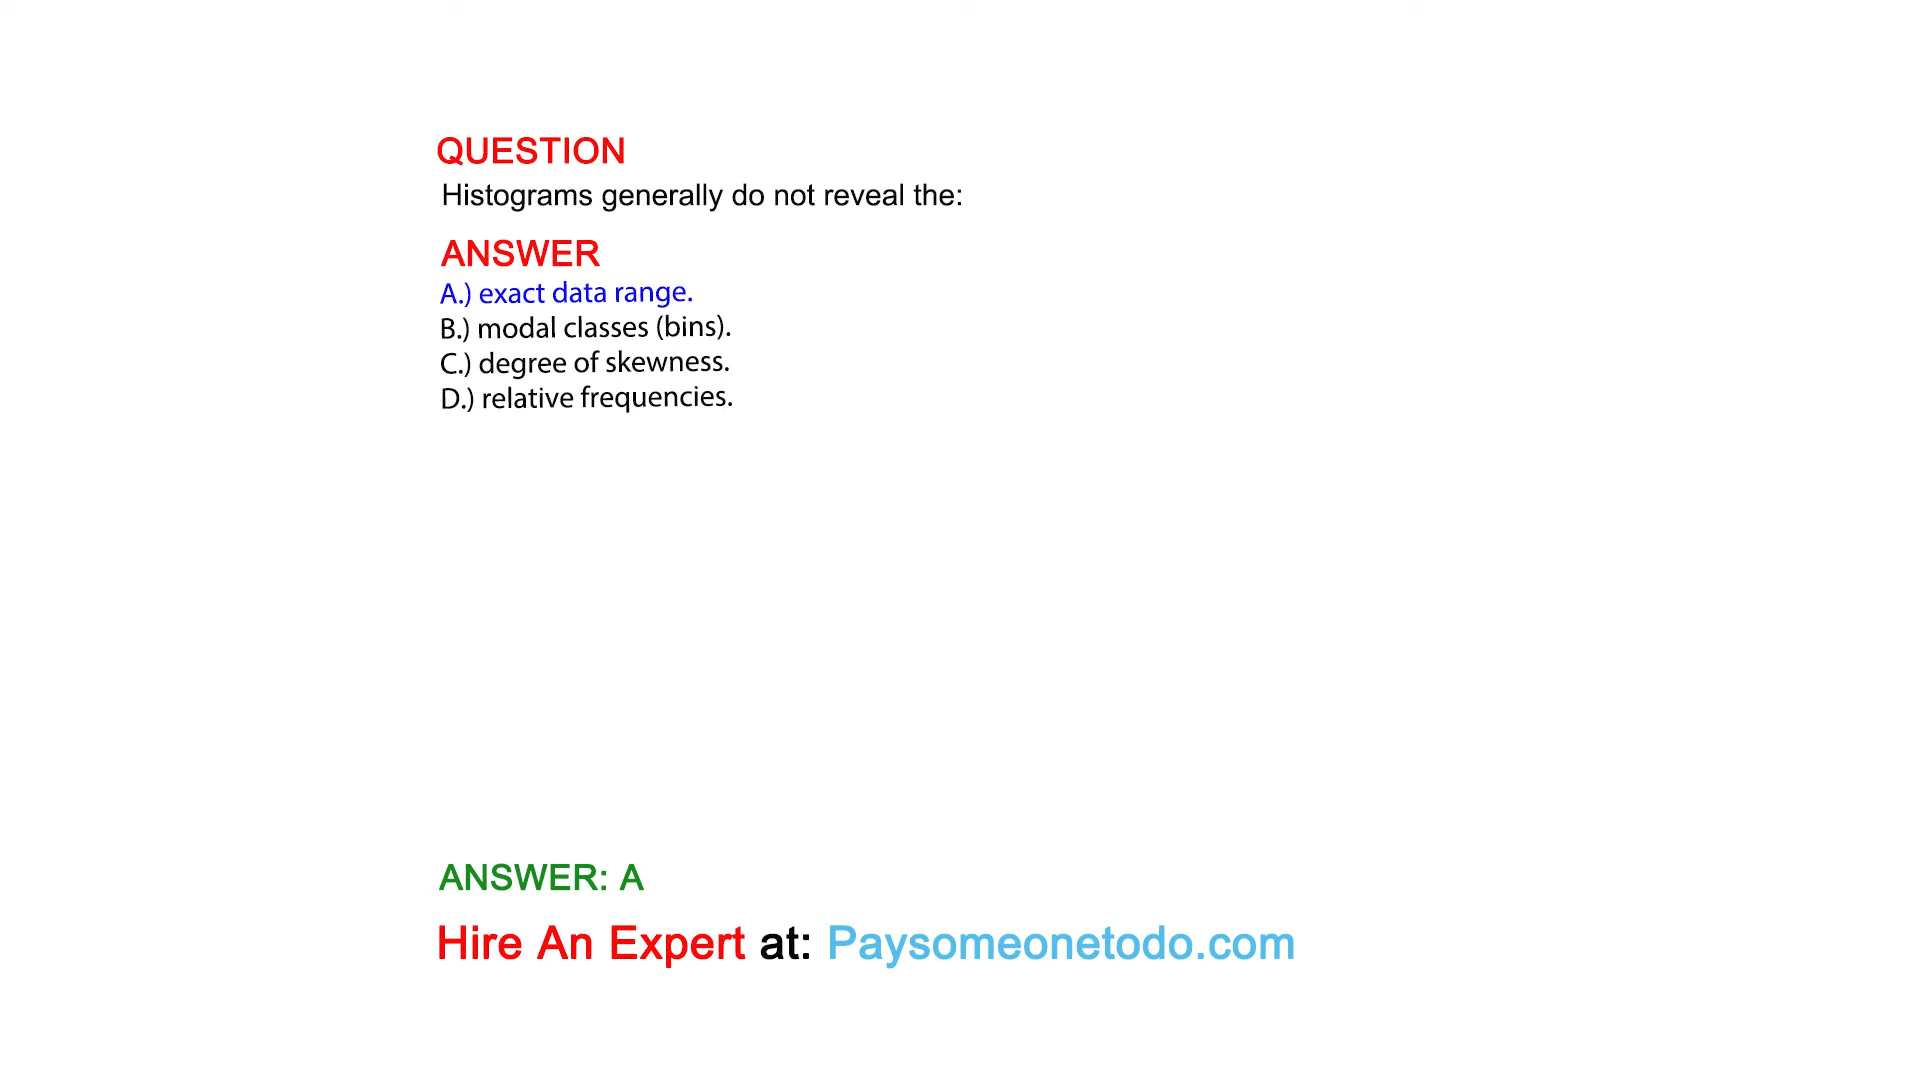 QUESTION
Histograms generally do not reveal the:
ANSWER
A.) exact data range.
B.) modal classes (bins).
C.) degree of skewness.
D.) relative frequencies.
ANSWER: A
Hire An Expert at: Paysomeonetodo.com